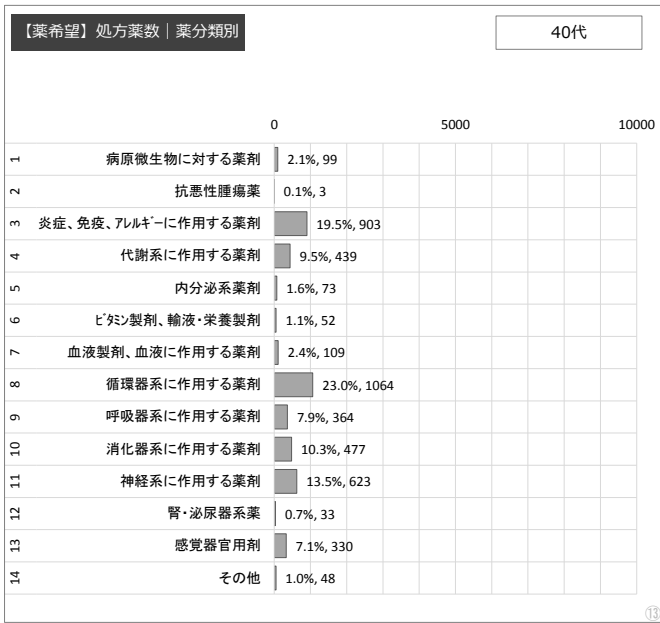 【薬希望】処方薬数｜薬分類別
40代
0 5000 10000
1 病原微生物に対する薬剤 2.1%, 99
2 抗悪性腫瘍薬 0.1%, 3
3 炎症、免疫、ｱﾚﾙｷﾞｰに作用する薬剤 19.5%, 903
4 代謝系に作用する薬剤 9.5%, 439
5 内分泌系薬剤 1.6%, 73
6 ﾋﾞﾀﾐﾝ製剤、輸液・栄養製剤 1.1%, 52
7 血液製剤、血液に作用する薬剤 2.4%, 109
8 循環器系に作用する薬剤 23.0%, 1064
9 呼吸器系に作用する薬剤 7.9%, 364
10 消化器系に作用する薬剤 10.3%, 477
11 神経系に作用する薬剤 13.5%, 623
12 腎・泌尿器系薬 0.7%, 33
13 感覚器官用剤 7.1%, 330
14 その他 1.0%, 48
⑬